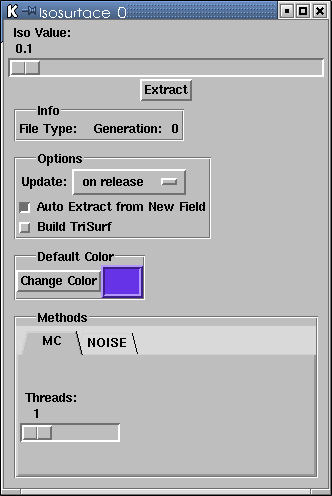 Isosurface 0
Iso Value:
0.1
Extract
Info
File Type: Generation: 0
Options
Update: on release
Auto Extract from New Field
Build TriSurf
Default Color
Change Color
Methods
MC NOISE
Threads:
1